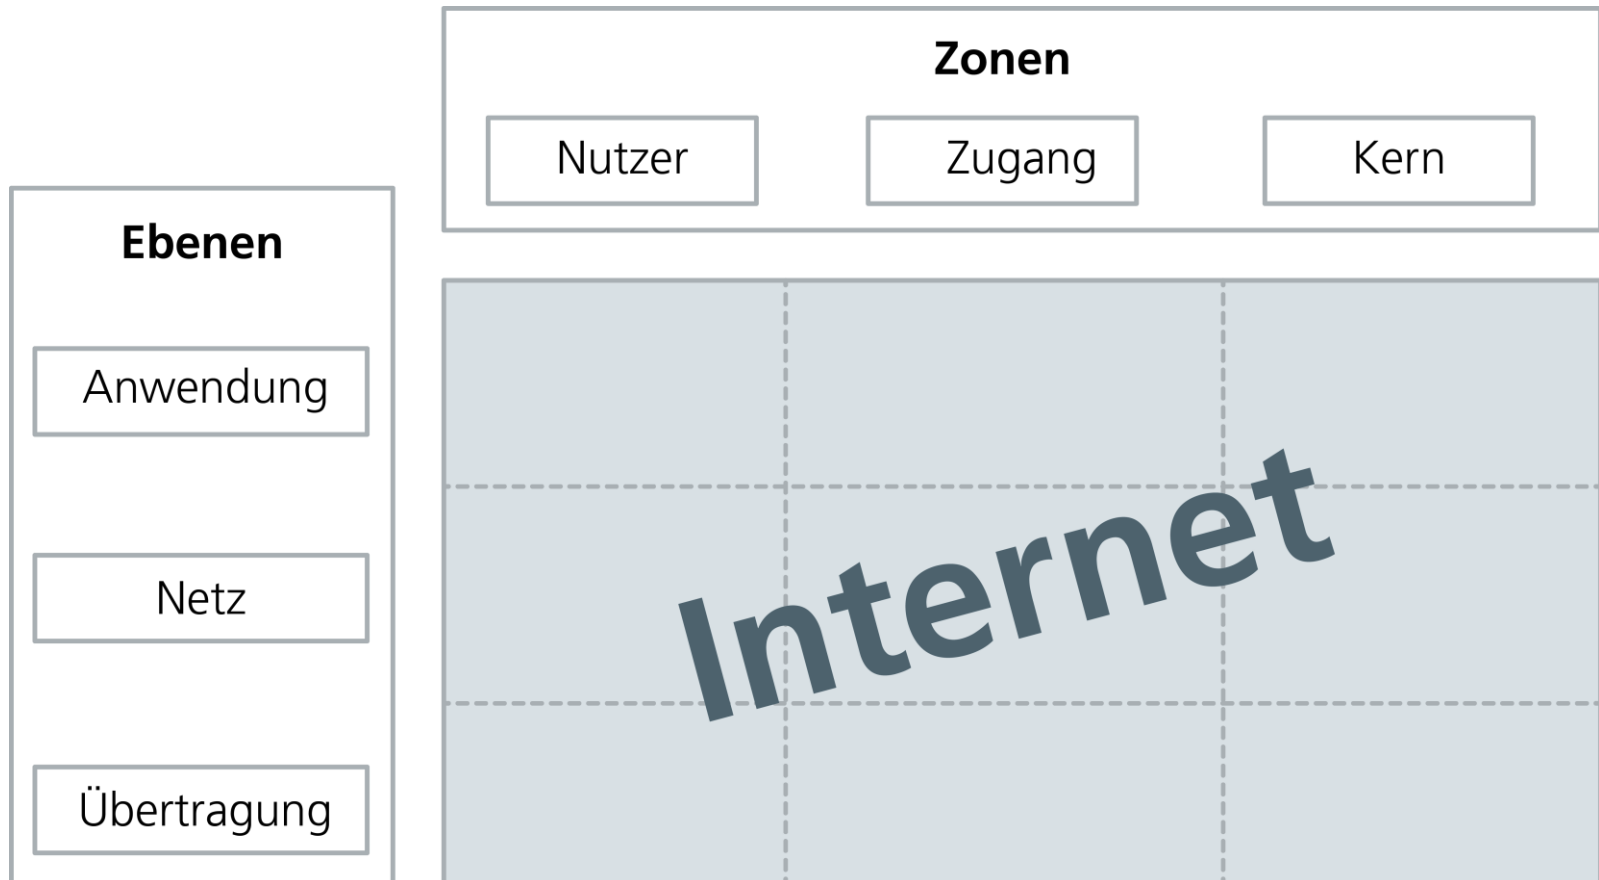 Zonen
Nutzer
Zugang
Kern
Ebenen
Anwendung
Netz
Übertragung
Internet